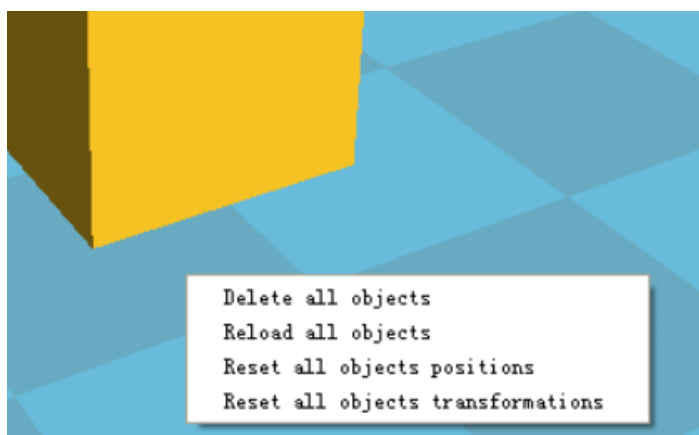 Delete all objects
Reload all objects
Reset all objects positions
Reset all objects transformations